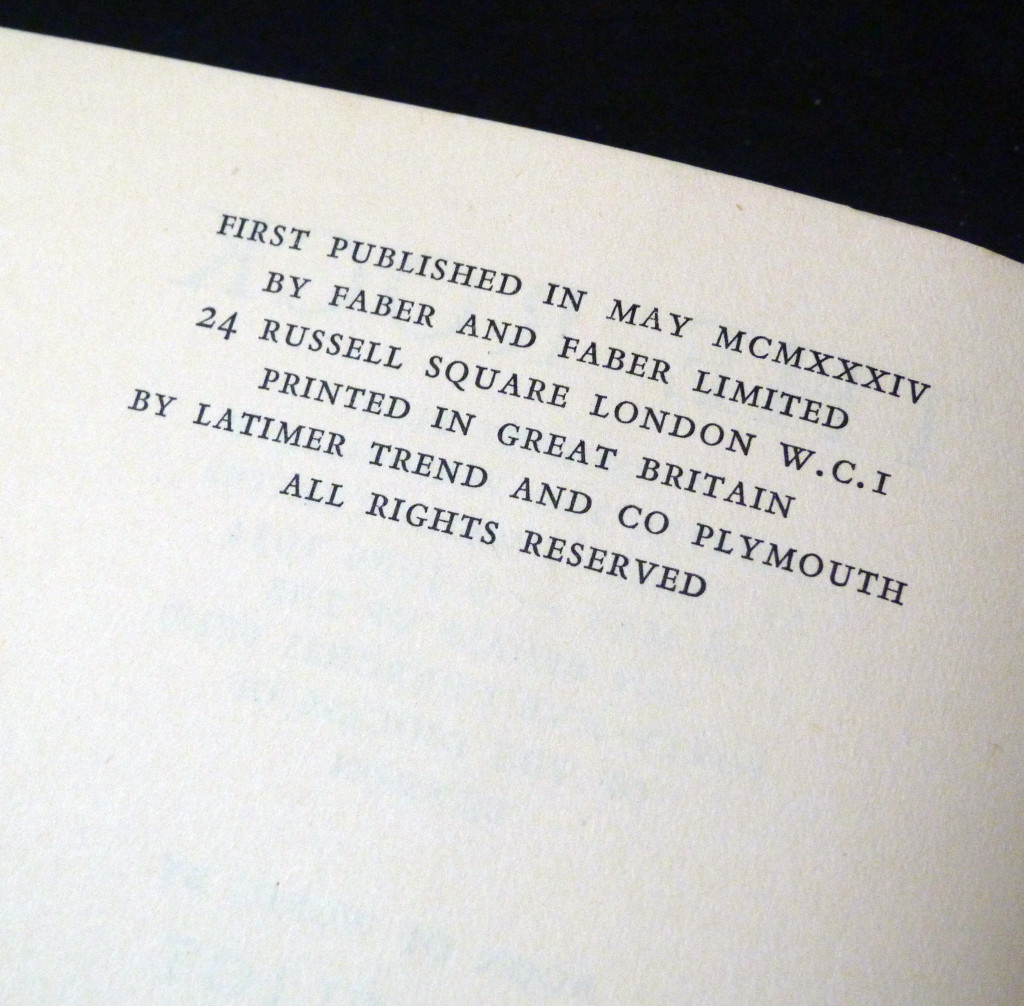 FIRST PUBLISHED IN MAY MCMXXXIV
BY FABER AND FABER LIMITED
24 RUSSELL SQUARE LONDON W.C.I
PRINTED IN GREAT BRITAIN
BY LATIMER TREND AND CO PLYMOUTH
ALL RIGHTS RESERVED